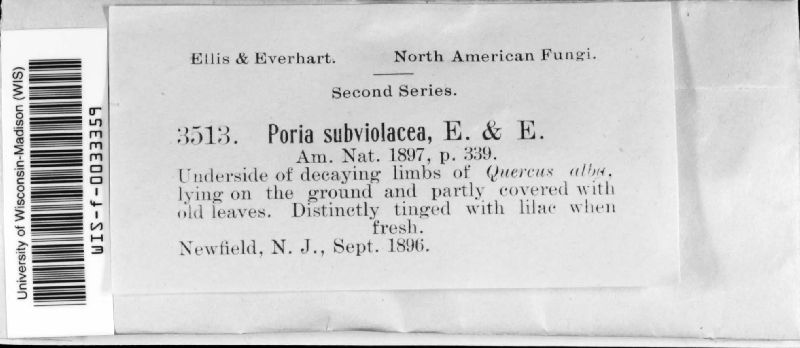 University of Wisconsin-Madison (WIS)
WIS-f-0033359
Ellis & Everhart. North American Fungi.
Second Series.
3513. Poria subviolacea, E. & E.
Am. Nat. 1897, p. 339.
Underside of decaying limbs of Quercus alba,
lying on the ground and partly covered with
old leaves. Distinctly tinged with lilac when
fresh.
Newfield, N. J., Sept. 1896.